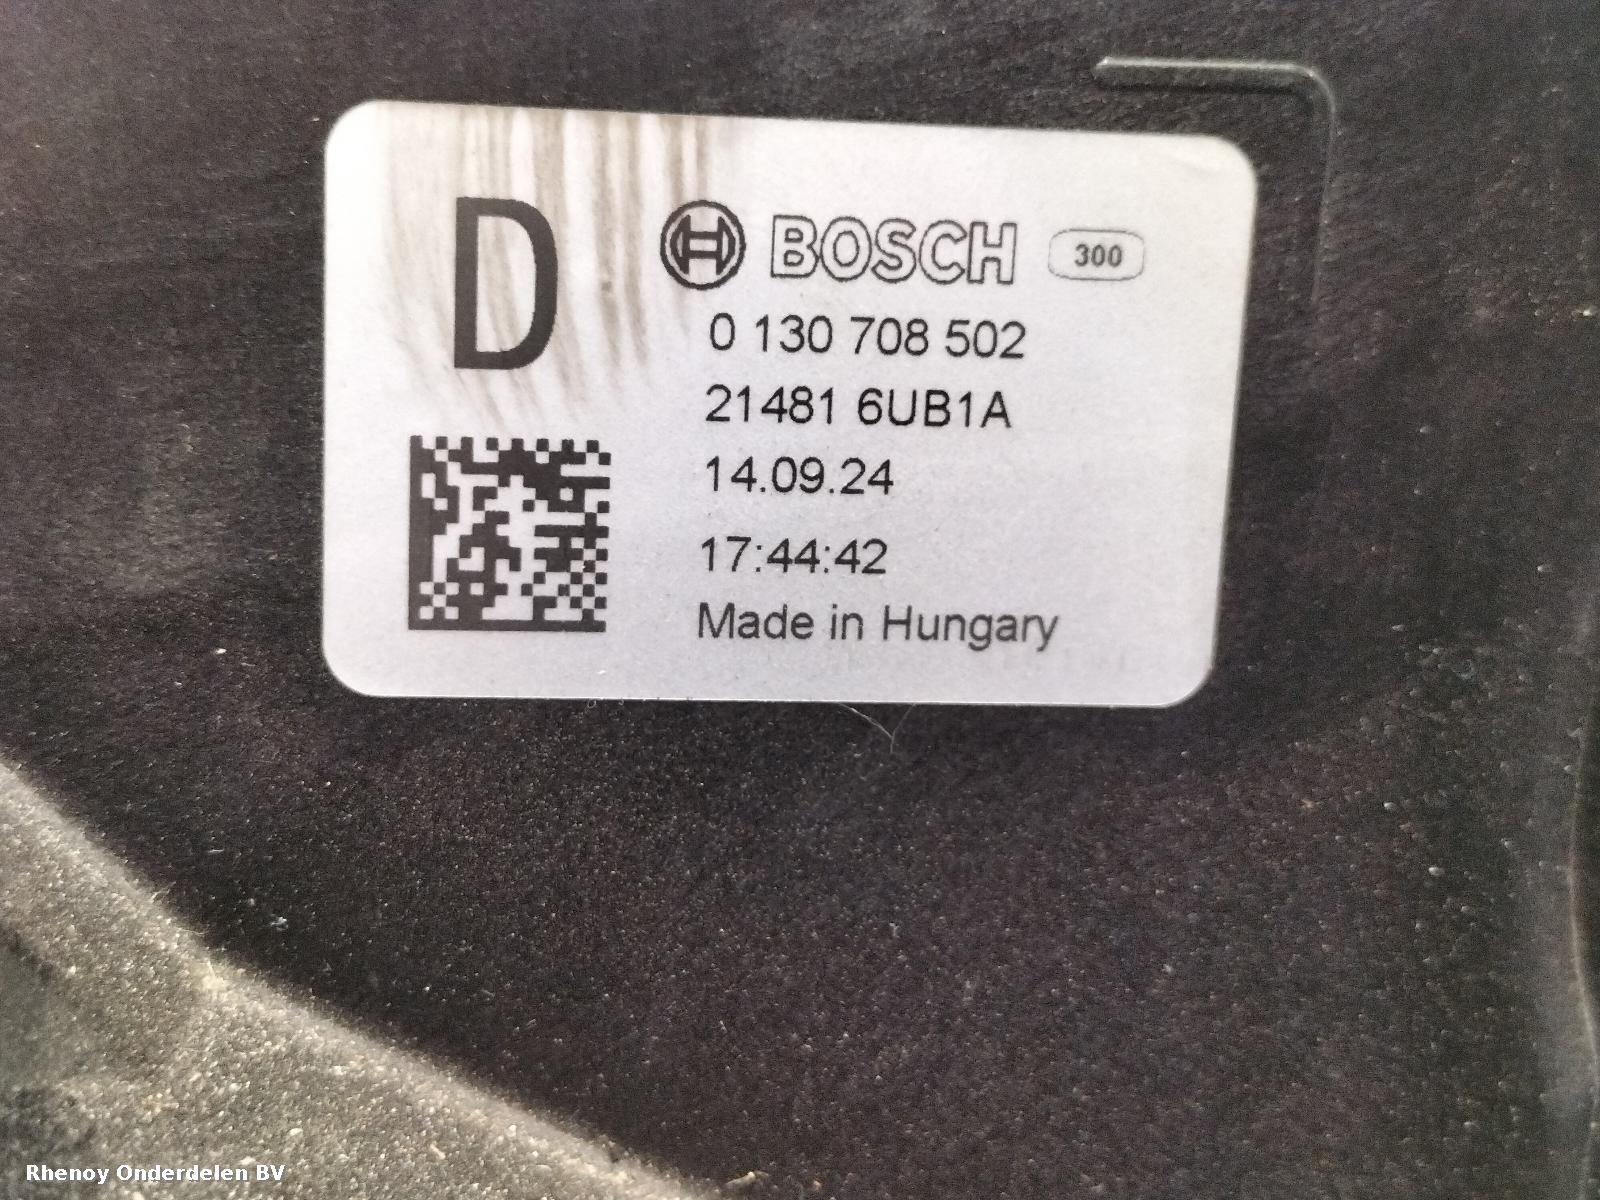 D
BOSCH 300
0 130 708 502
21481 6UB1A
14.09.24
17:44:42
Made in Hungary
Rhenoy Onderdelen BV